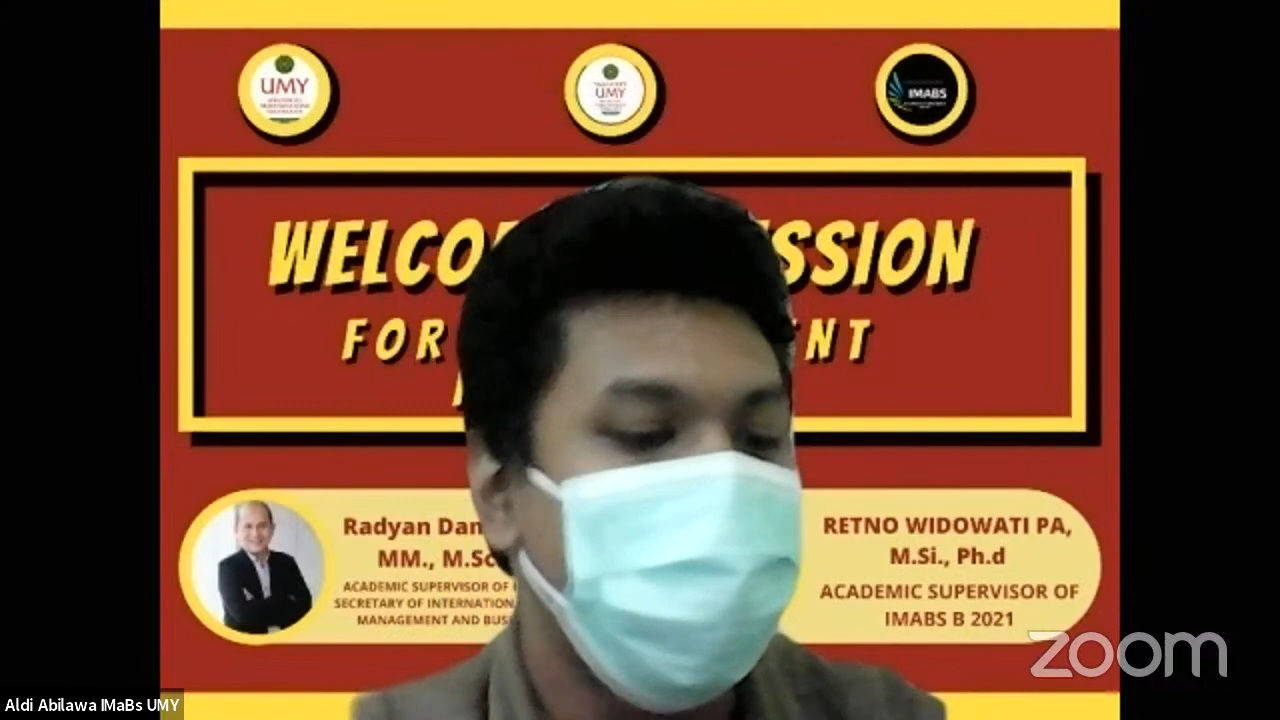 UMY
UMY
IMABS
WELCO SSION
FOR NT
Radyan Dan
MM., M.Sc
ACADEMIC SUPERVISOR OF
SECRETARY OF INTERNATION
MANAGEMENT AND BUS
RETNO WIDOWATI PA,
M.Si., Ph.d
ACADEMIC SUPERVISOR OF
IMABS B 2021
zoom
Aldi Abilawa IMaBs UMY